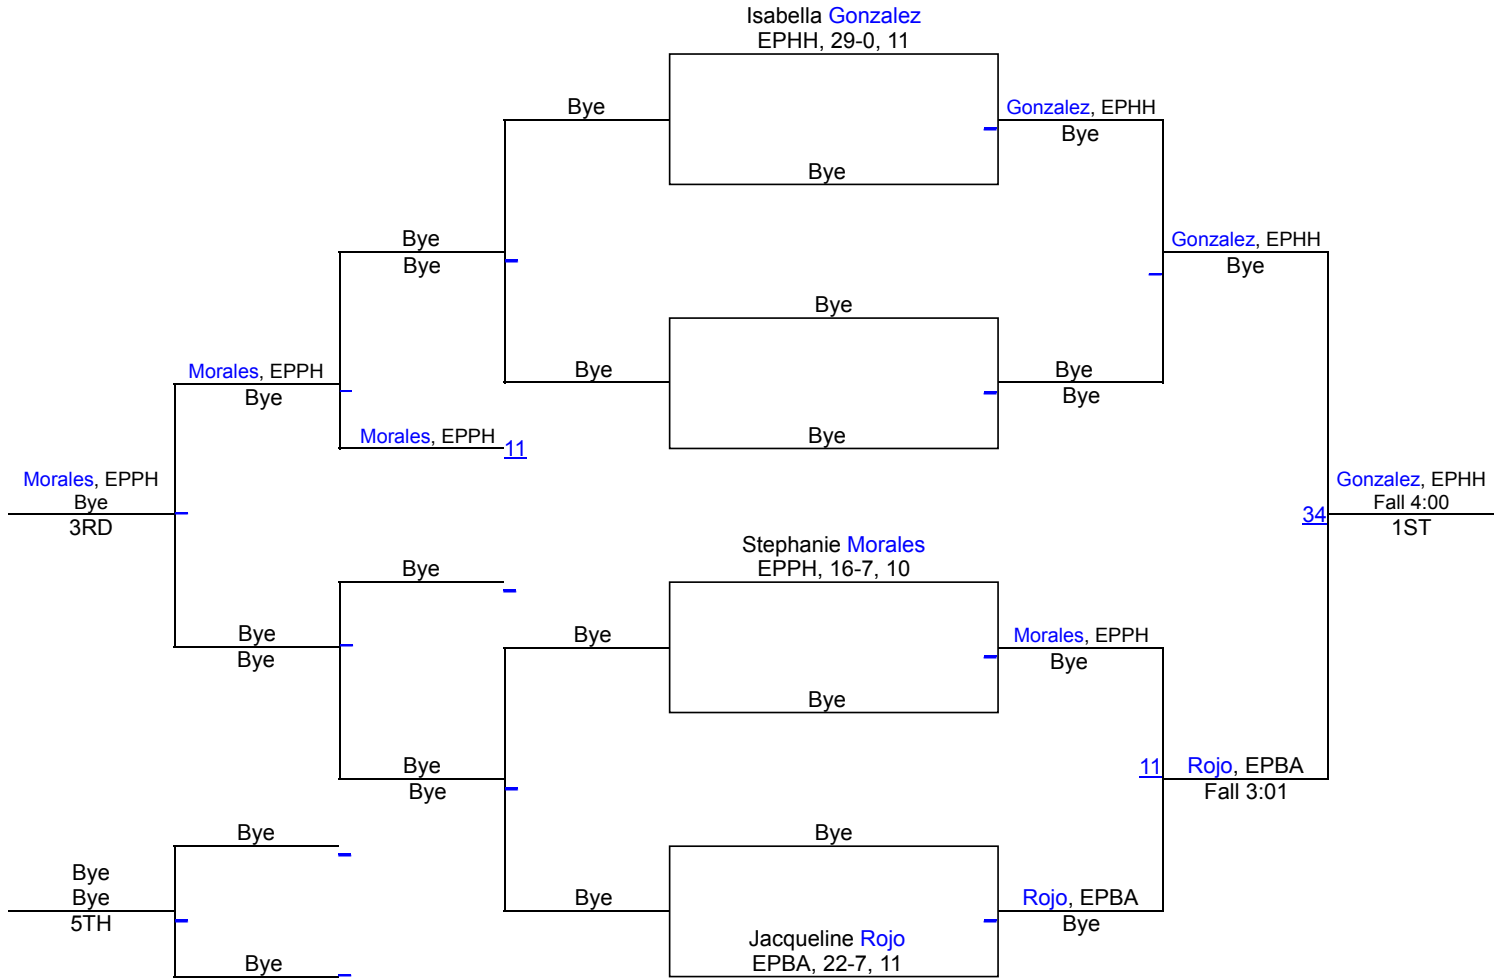 Isabella Gonzalez
EPHH, 29-0, 11
Bye
Gonzalez, EPHH
Bye
Bye
Bye
Bye
Gonzalez, EPHH
Bye
Bye
Morales, EPPH
Bye
Bye
Bye
Bye
Morales, EPPH 11
Bye
Morales, EPPH
Bye
3RD
Gonzalez, EPHH
Fall 4:00
34
1ST
Stephanie Morales
EPPH, 16-7, 10
Bye
Bye
Bye
Bye
Morales, EPPH
Bye
Bye
Bye
Bye
11
Rojo, EPBA
Fall 3:01
Bye
Bye
Bye
Bye
5TH
Bye
Bye
Rojo, EPBA
Bye
Jacqueline Rojo
EPBA, 22-7, 11